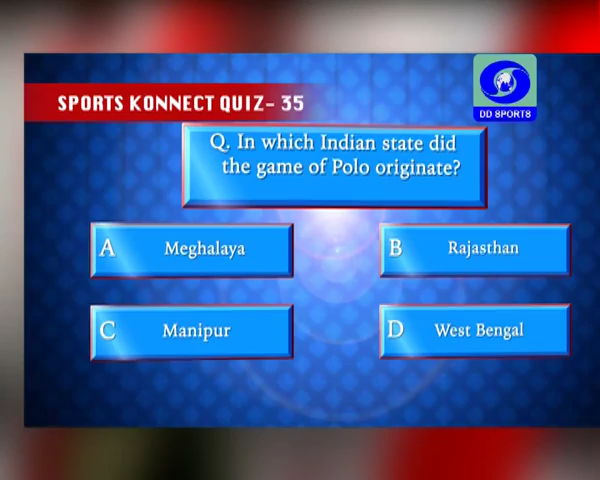 SPORTS KONNECT QUIZ- 35
DD SPORTS
Q. In which Indian state did
the game of Polo originate?
A Meghalaya
B Rajasthan
C Manipur
D West Bengal